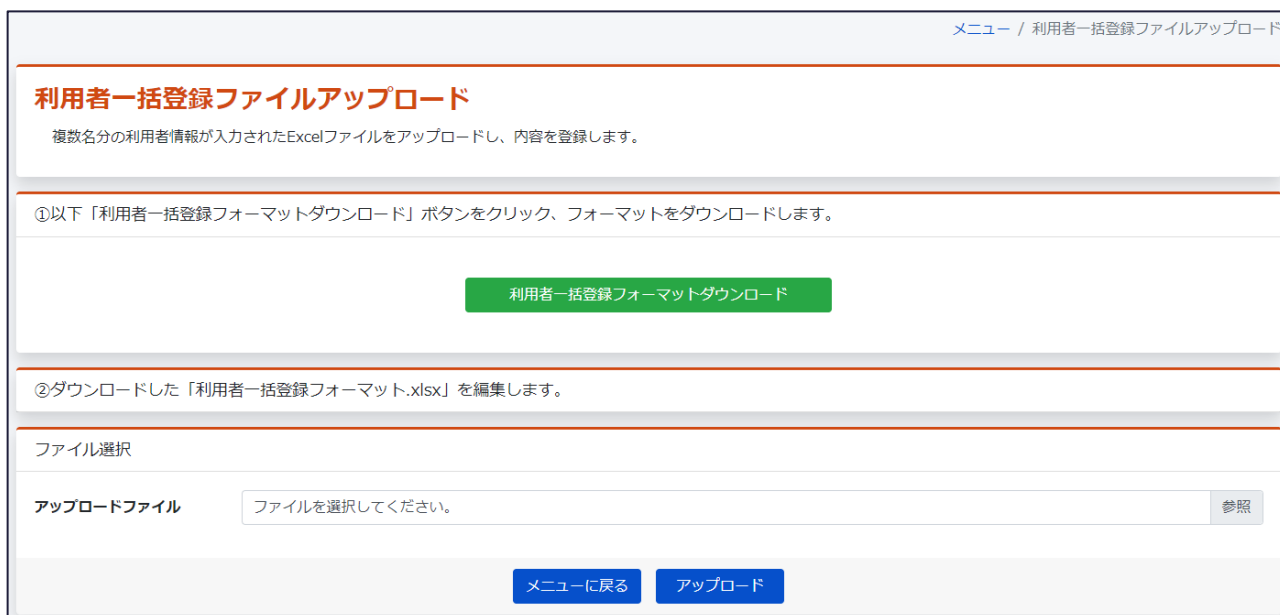 メニュー / 利用者一括登録ファイルアップロード
利用者一括登録ファイルアップロード
複数名分の利用者情報が入力されたExcelファイルをアップロードし、内容を登録します。
①以下「利用者一括登録フォーマットダウンロード」ボタンをクリック、フォーマットをダウンロードします。
利用者一括登録フォーマットダウンロード
②ダウンロードした「利用者一括登録フォーマット.xlsx」を編集します。
ファイル選択
アップロードファイル ファイルを選択してください。 参照
メニューに戻る アップロード